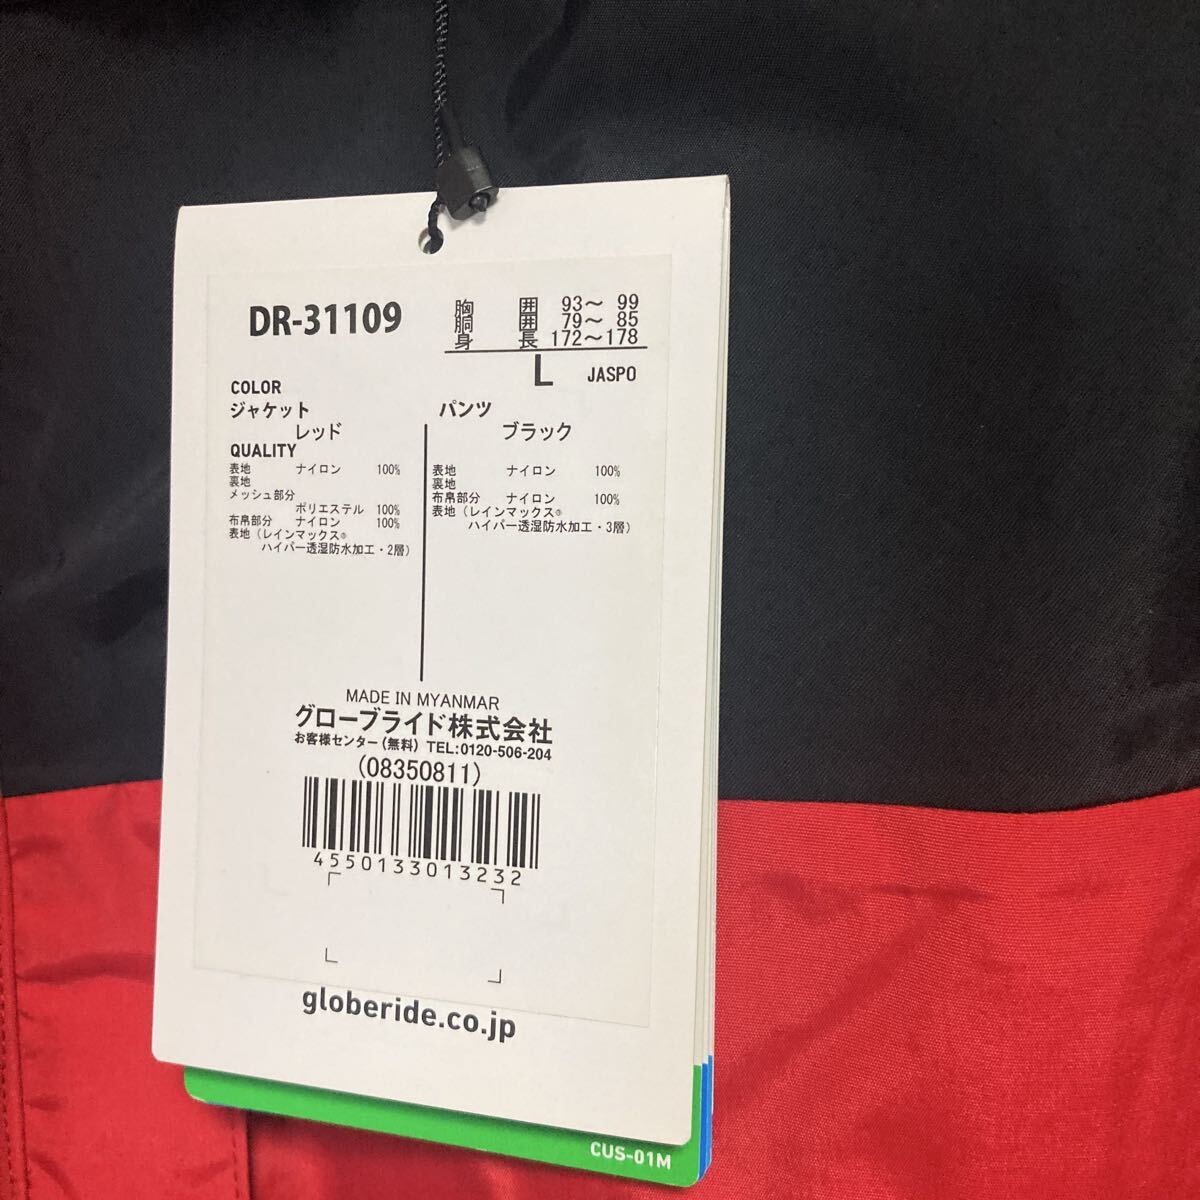 DR-31109
胸囲 93～ 99
胴囲 79～ 85
身長 172～178
L JASPO
COLOR
ジャケット
レッド
QUALITY
表地 ナイロン 100%
裏地
メッシュ部分
ポリエステル 100%
布帛部分 ナイロン 100%
表地（レインマックス®
ハイパー透湿防水加工・2層）
パンツ
ブラック
表地 ナイロン 100%
裏地
布帛部分 ナイロン 100%
表地（レインマックス®
ハイパー透湿防水加工・3層）
MADE IN MYANMAR
グローブライド株式会社
お客様センター（無料）TEL:0120-506-204
(08350811)
4550133013232
globeride.co.jp
CUS-01M